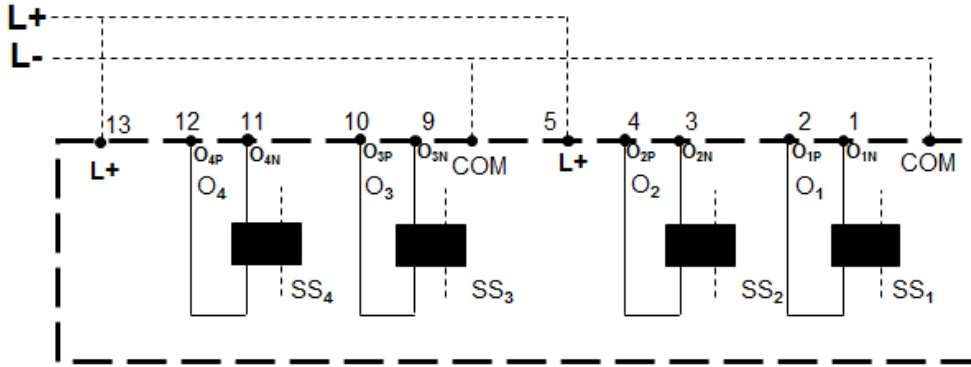 L+
L-
13 12 11 10 9 5 4 3 2 1
L+ O4P O4N O3P O3N COM L+ O2P O2N O1P O1N COM
O4 O3 O2 O1
SS4 SS3 SS2 SS1